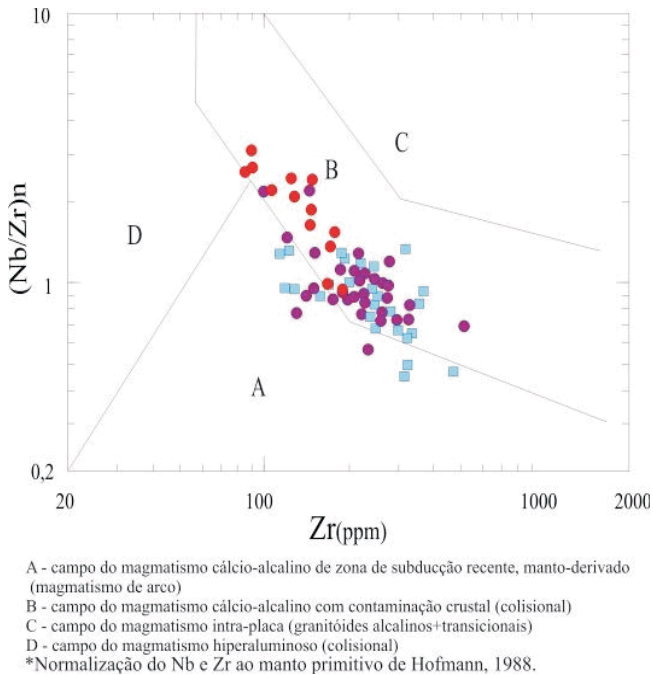 10
C
B
(Nb/Zr)n
D
1
A
0,2
20
100
1000
2000
Zr(ppm)
A - campo do magmatismo cálcio-alcalino de zona de subducção recente, manto-derivado
(magmatismo de arco)
B - campo do magmatismo cálcio-alcalino com contaminação crustal (colisional)
C - campo do magmatismo intra-placa (granitóides alcalinos+transicionais)
D - campo do magmatismo hiperaluminoso (colisional)
*Normalização do Nb e Zr ao manto primitivo de Hofmann, 1988.